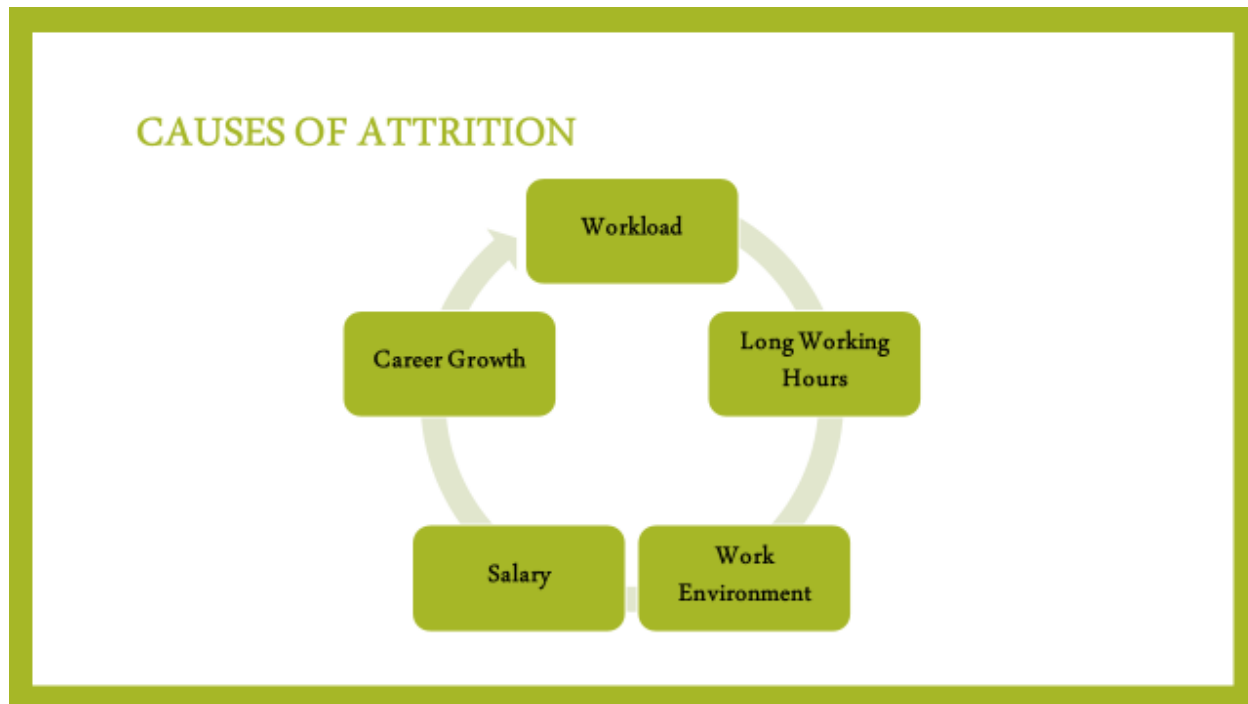 CAUSES OF ATTRITION
Workload
Long Working
Hours
Work
Environment
Salary
Career Growth